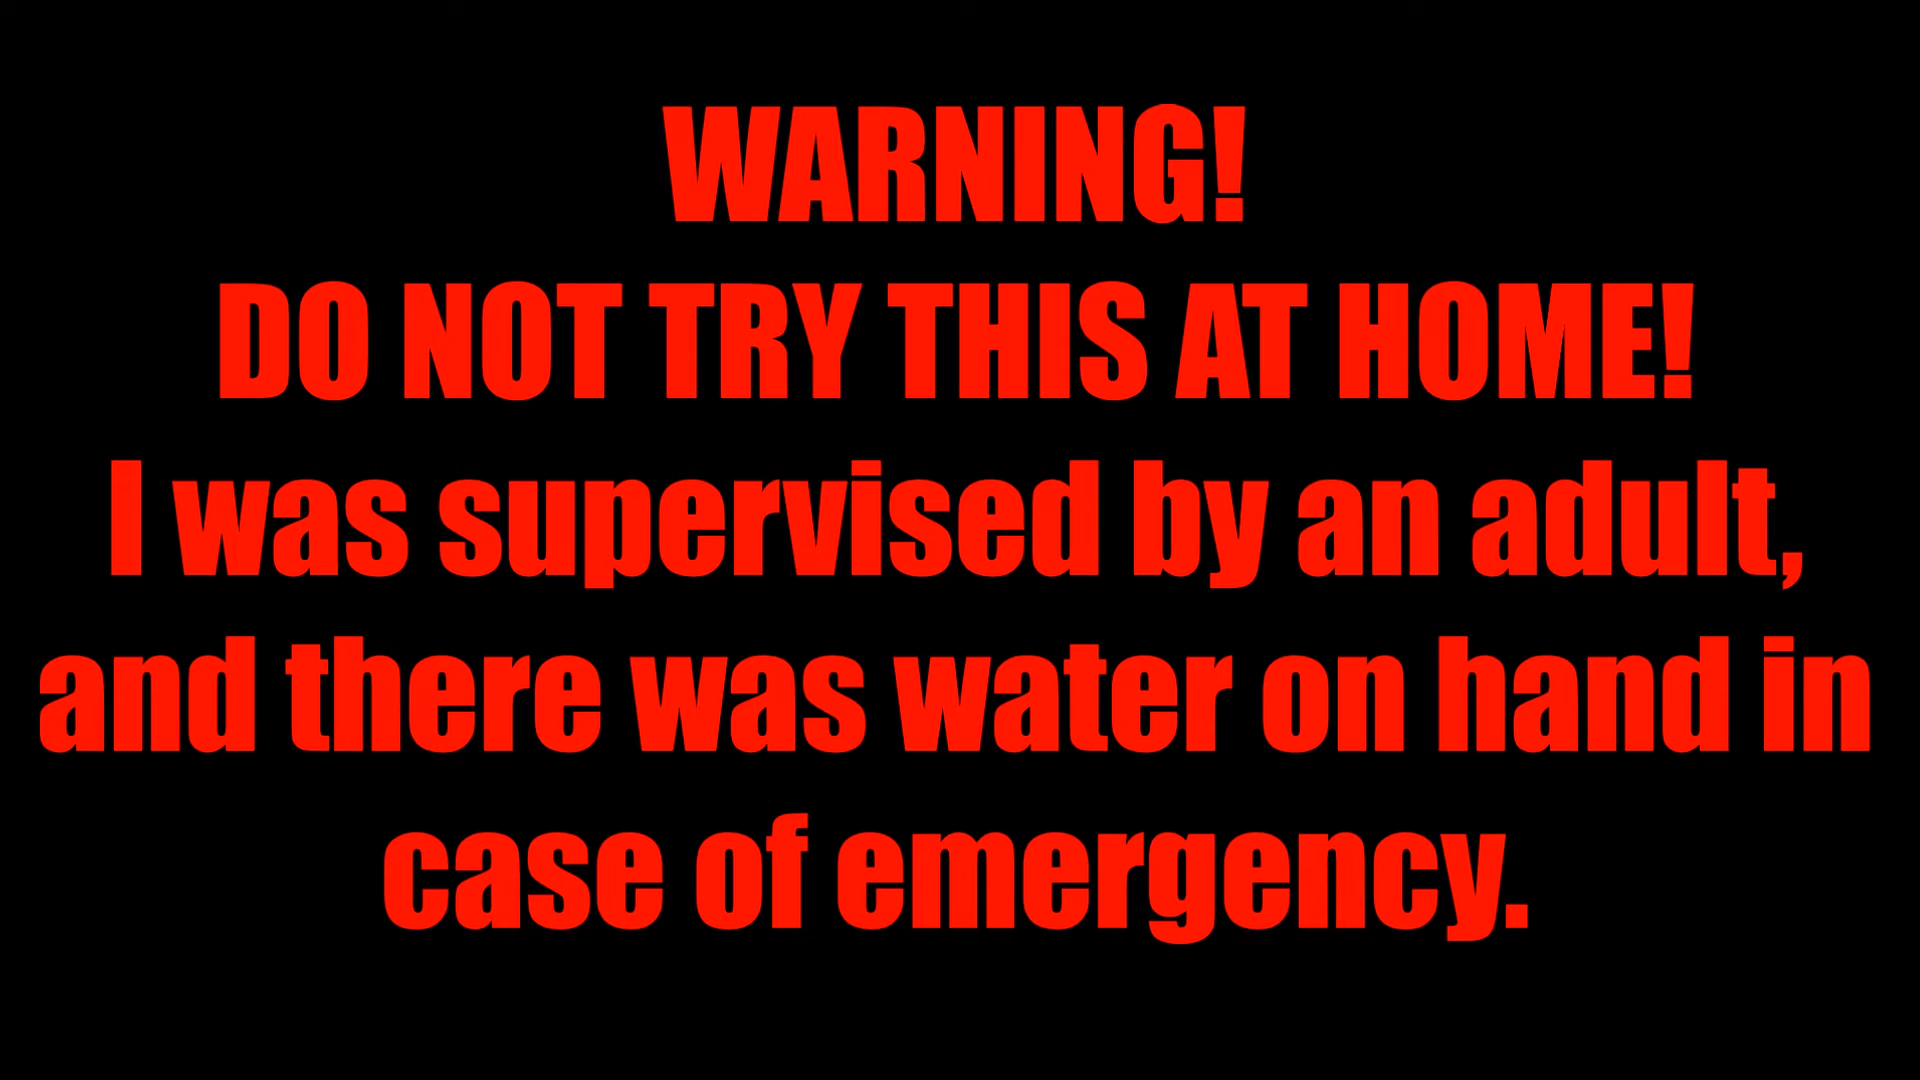 WARNING!
DO NOT TRY THIS AT HOME!
I was supervised by an adult,
and there was water on hand in
case of emergency.